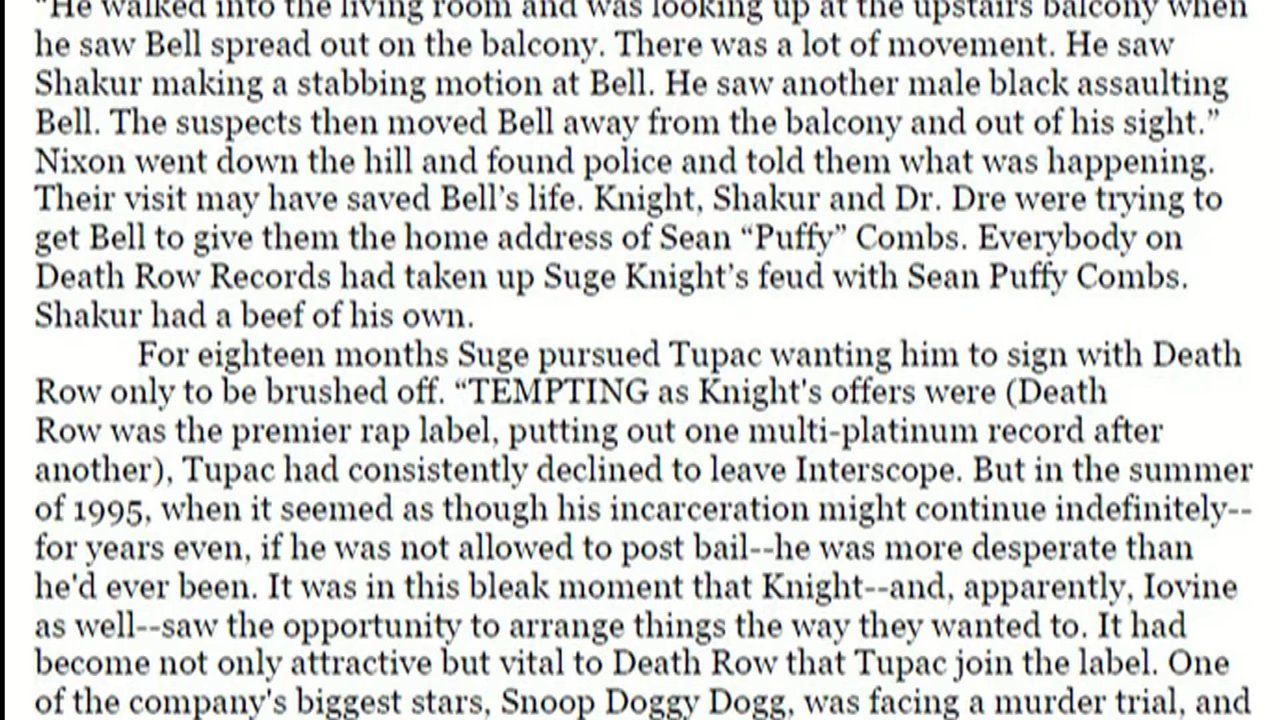 "He walked into the living room and was looking up at the upstairs balcony when
he saw Bell spread out on the balcony. There was a lot of movement. He saw
Shakur making a stabbing motion at Bell. He saw another male black assaulting
Bell. The suspects then moved Bell away from the balcony and out of his sight.”
Nixon went down the hill and found police and told them what was happening.
Their visit may have saved Bell’s life. Knight, Shakur and Dr. Dre were trying to
get Bell to give them the home address of Sean “Puffy” Combs. Everybody on
Death Row Records had taken up Suge Knight’s feud with Sean Puffy Combs.
Shakur had a beef of his own.
For eighteen months Suge pursued Tupac wanting him to sign with Death
Row only to be brushed off. “TEMPTING as Knight's offers were (Death
Row was the premier rap label, putting out one multi-platinum record after
another), Tupac had consistently declined to leave Interscope. But in the summer
of 1995, when it seemed as though his incarceration might continue indefinitely--
for years even, if he was not allowed to post bail--he was more desperate than
he'd ever been. It was in this bleak moment that Knight--and, apparently, Iovine
as well--saw the opportunity to arrange things the way they wanted to. It had
become not only attractive but vital to Death Row that Tupac join the label. One
of the company's biggest stars, Snoop Doggy Dogg, was facing a murder trial, and